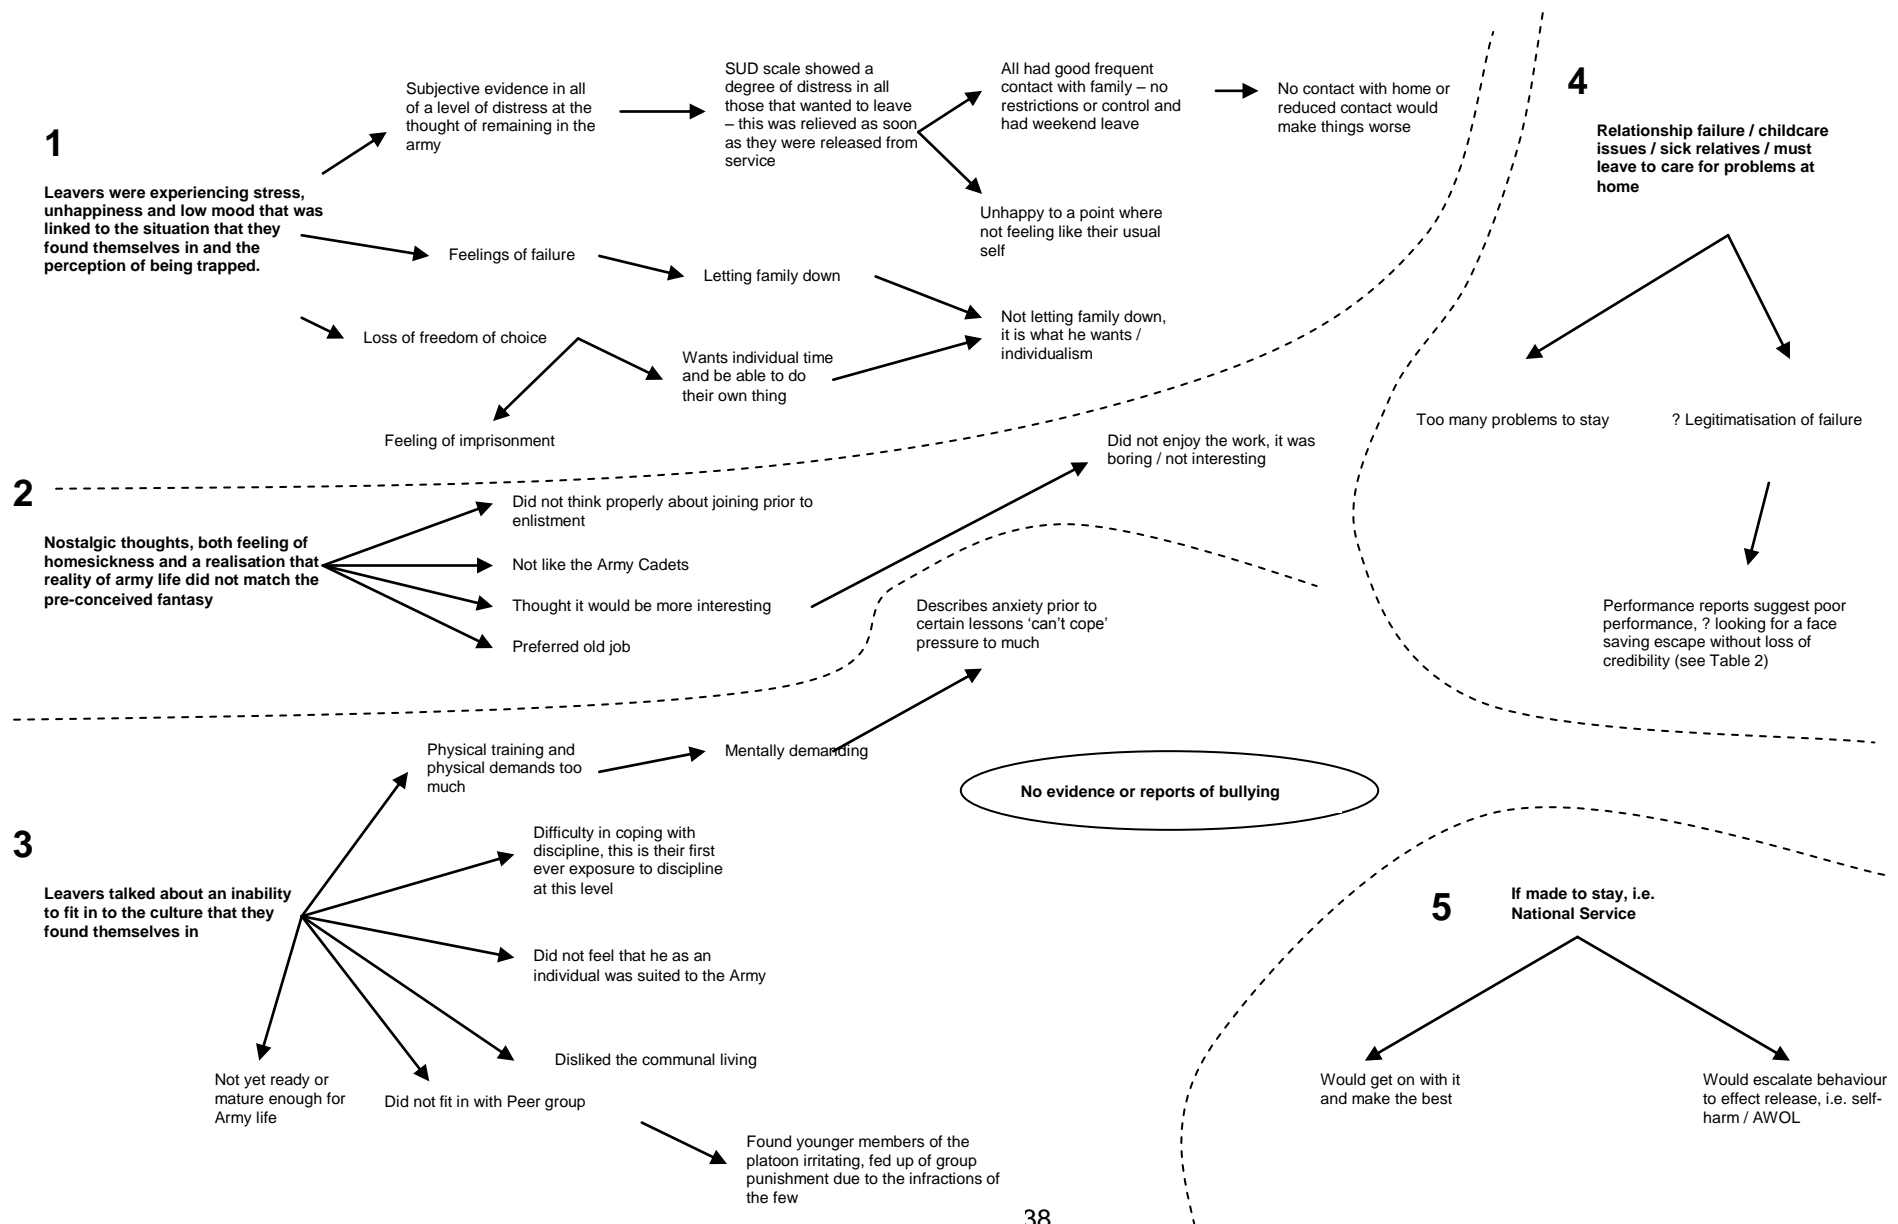 1
Leavers were experiencing stress,
unhappiness and low mood that was
linked to the situation that they
found themselves in and the
perception of being trapped.
Subjective evidence in all
of a level of distress at the
thought of remaining in the
army
SUD scale showed a
degree of distress in all
those that wanted to leave
– this was relieved as soon
as they were released from
service
All had good frequent
contact with family – no
restrictions or control and
had weekend leave
No contact with home or
reduced contact would
make things worse
Unhappy to a point where
not feeling like their usual
self
Feelings of failure
Letting family down
Not letting family down,
it is what he wants /
individualism
Loss of freedom of choice
Wants individual time
and be able to do
their own thing
Feeling of imprisonment
2
Nostalgic thoughts, both feeling of
homesickness and a realisation that
reality of army life did not match the
pre-conceived fantasy
Did not think properly about joining prior to
enlistment
Not like the Army Cadets
Thought it would be more interesting
Preferred old job
Did not enjoy the work, it was
boring / not interesting
3
Leavers talked about an inability
to fit in to the culture that they
found themselves in
Physical training and
physical demands too
much
Mentally demanding
Describes anxiety prior to
certain lessons ‘can’t cope’
pressure to much
Difficulty in coping with
discipline, this is their first
ever exposure to discipline
at this level
Did not feel that he as an
individual was suited to the Army
Disliked the communal living
Did not fit in with Peer group
Found younger members of the
platoon irritating, fed up of group
punishment due to the infractions of
the few
Not yet ready or
mature enough for
Army life
No evidence or reports of bullying
4
Relationship failure / childcare
issues / sick relatives / must
leave to care for problems at
home
Too many problems to stay
? Legitimatisation of failure
Performance reports suggest poor
performance, ? looking for a face
saving escape without loss of
credibility (see Table 2)
5
If made to stay, i.e.
National Service
Would get on with it
and make the best
Would escalate behaviour
to effect release, i.e. self-
harm / AWOL
38